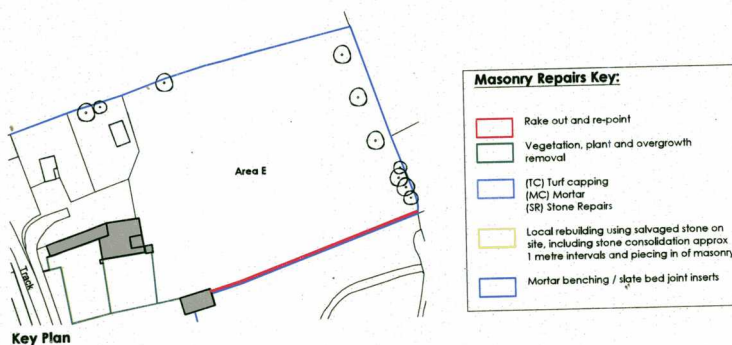 Area E
Track
Key Plan
Masonry Repairs Key:
Rake out and re-point
Vegetation, plant and overgrowth
removal
(TC) Turf capping
(MC) Mortar
(SR) Stone Repairs
Local rebuilding using salvaged stone on
site, including stone consolidation approx
1 metre intervals and piecing in of masonry
Mortar benching / slate bed joint inserts